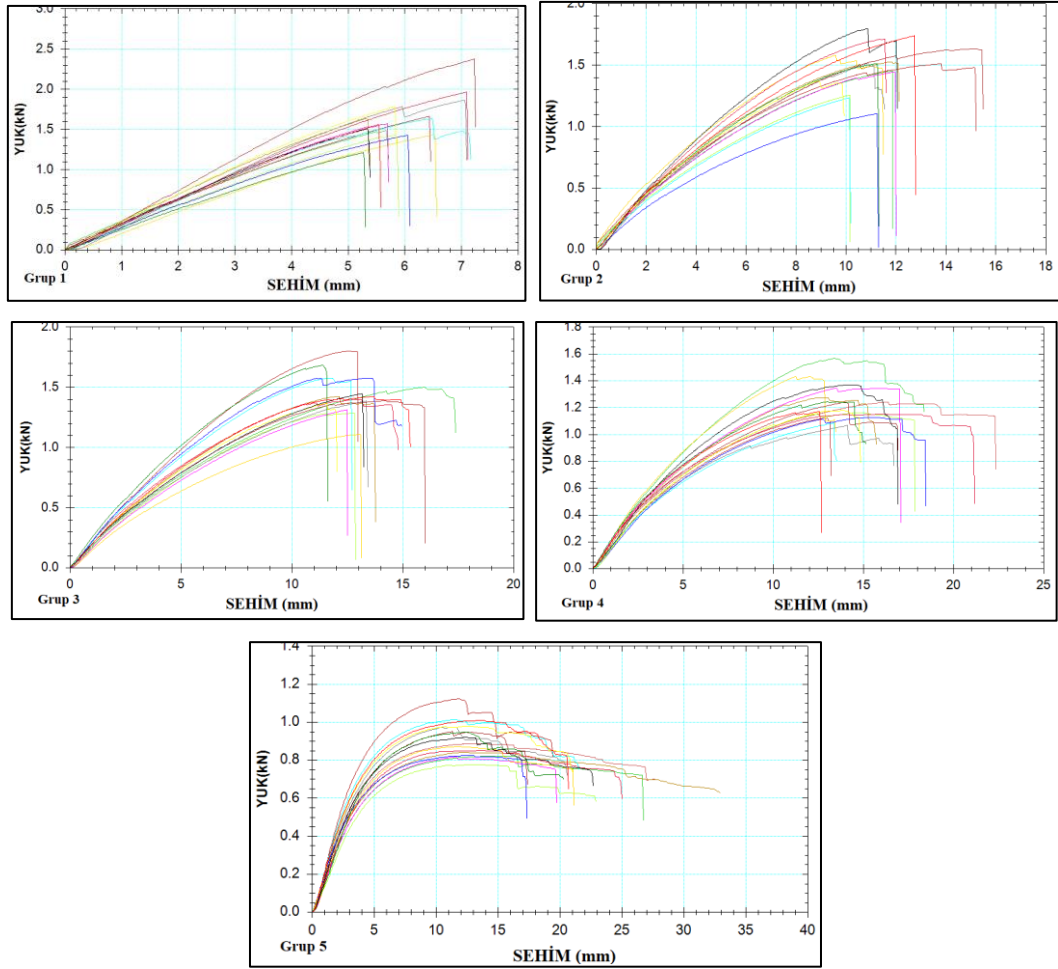 3.0
2.5
2.0
1.5
1.0
0.5
0.0
YUK(kN)
0 1 2 3 4 5 6 7 8
Grup 1
SEHİM (mm)
2.0
1.5
1.0
0.5
0.0
YUK(kN)
0 2 4 6 8 10 12 14 16 18
Grup 2
SEHİM (mm)
2.0
1.5
1.0
0.5
0.0
YUK(kN)
0 5 10 15 20
Grup 3
SEHİM (mm)
1.8
1.6
1.4
1.2
1.0
0.8
0.6
0.4
0.2
0.0
YUK(kN)
0 5 10 15 20 25
Grup 4
SEHİM (mm)
1.4
1.2
1.0
0.8
0.6
0.4
0.2
0.0
YUK(kN)
0 5 10 15 20 25 30 35 40
Grup 5
SEHİM (mm)